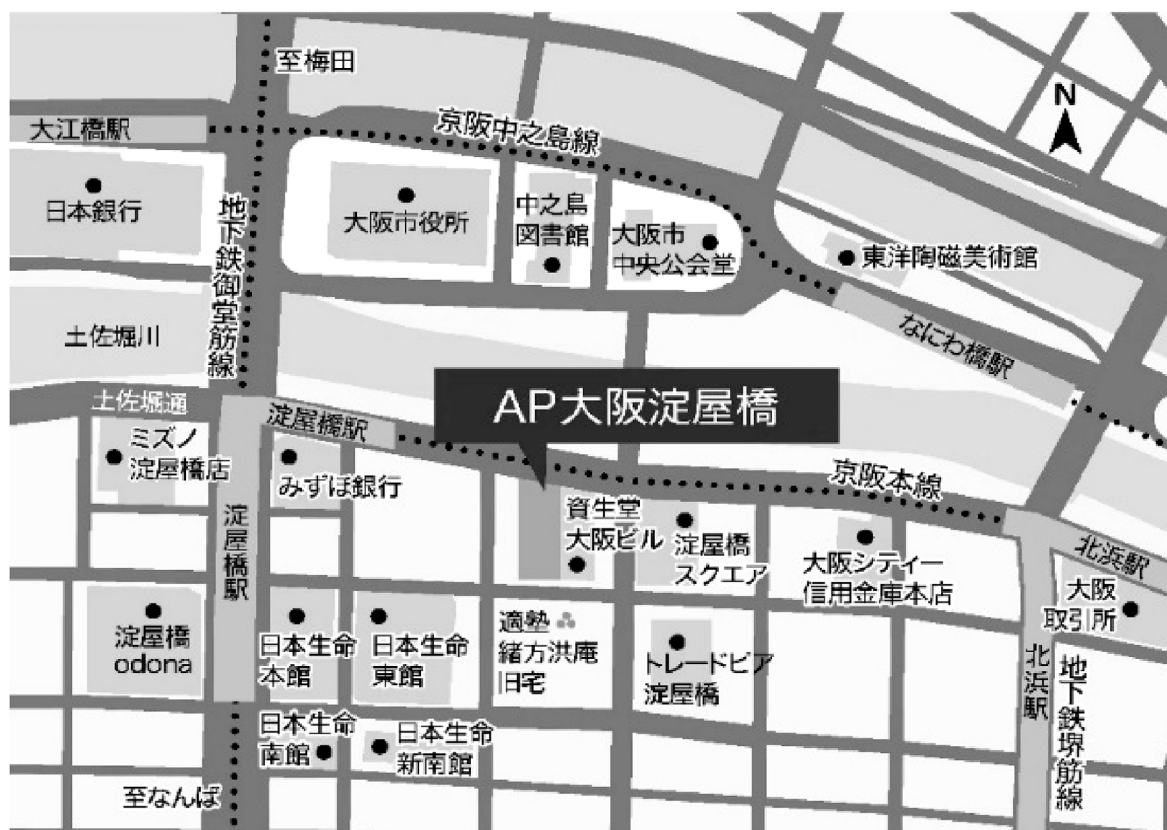 至梅田
N
大江橋駅
京阪中之島線
日本銀行
地下鉄御堂筋線
大阪市役所
中之島
図書館
大阪市
中央公会堂
東洋陶磁美術館
土佐堀川
なにわ橋駅
AP大阪淀屋橋
土佐堀通
淀屋橋駅
ミズノ
淀屋橋店
みずほ銀行
京阪本線
淀屋橋駅
資生堂
大阪ビル
淀屋橋
スクエア
大阪シティー
信用金庫本店
北浜駅
大阪
取引所
淀屋橋
odona
日本生命
本館
日本生命
東館
適塾
緒方洪庵
旧宅
トレードピア
淀屋橋
北浜駅
地下鉄堺筋線
日本生命
南館
日本生命
新南館
至なんば